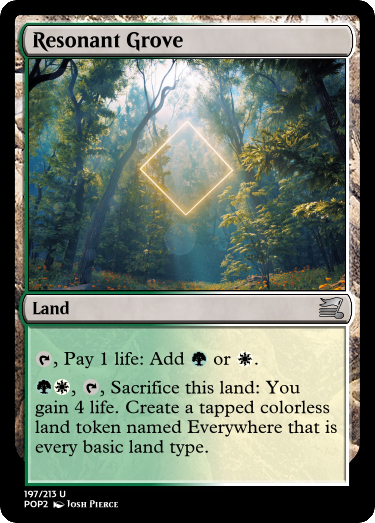 Resonant Grove
Land
, Pay 1 life: Add or .
, , Sacrifice this land: You
gain 4 life. Create a tapped colorless
land token named Everywhere that is
every basic land type.
197/213 U
POP2 Josh Pierce